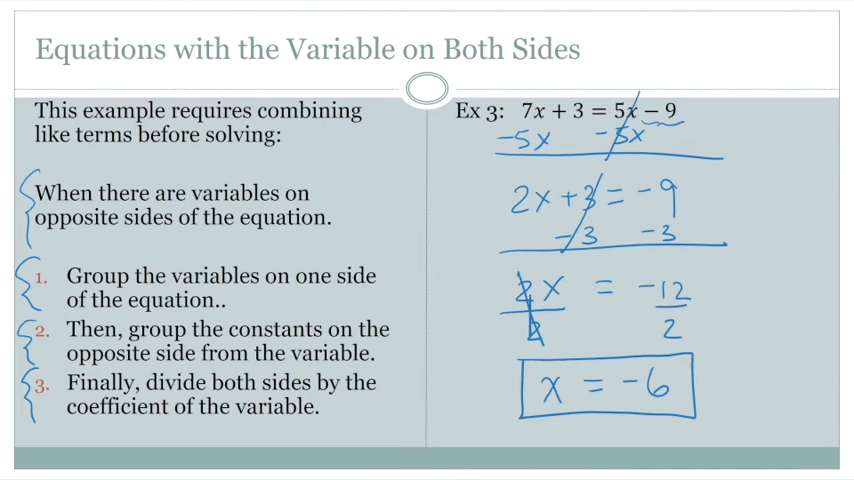 Equations with the Variable on Both Sides
This example requires combining
like terms before solving:
When there are variables on
opposite sides of the equation.
1. Group the variables on one side
of the equation..
2. Then, group the constants on the
opposite side from the variable.
3. Finally, divide both sides by the
coefficient of the variable.
Ex 3: 7x + 3 = 5x − 9
−5x −5x
2x + 3 = −9
−3 −3
2x = −12
2 2
x = −6